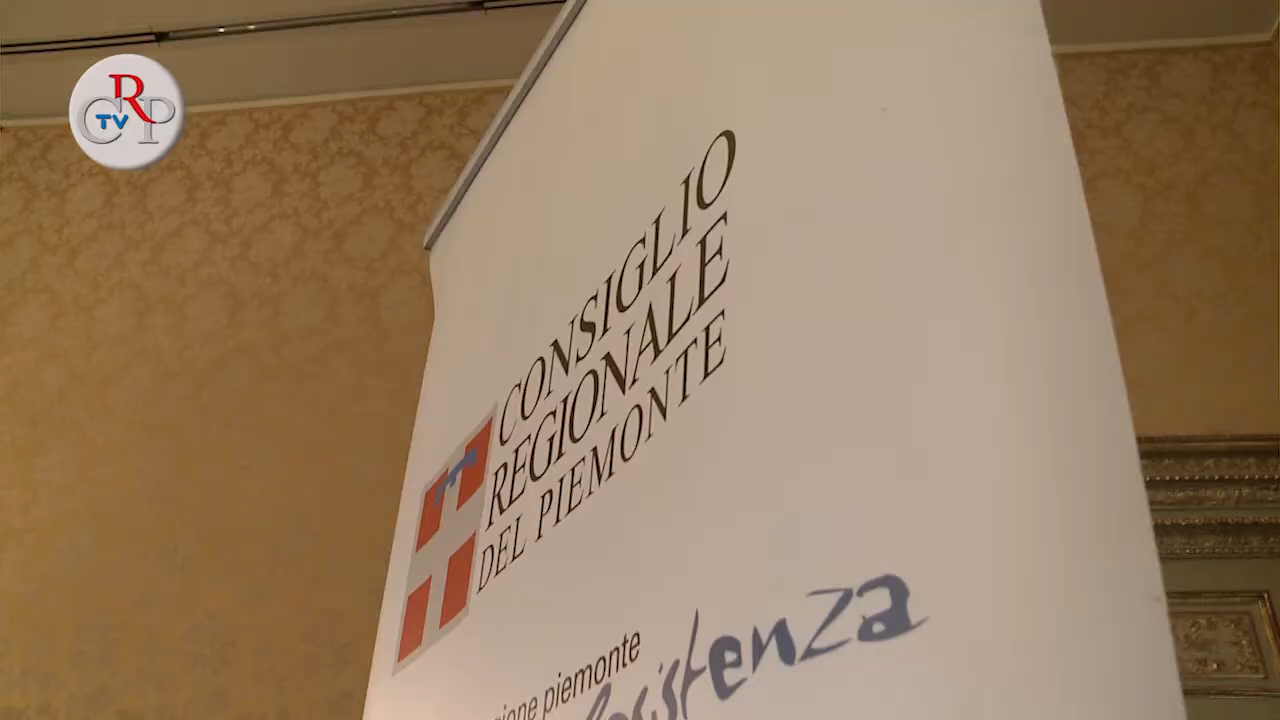 CRP
TV
CONSIGLIO
REGIONALE
DEL PIEMONTE
piemonte